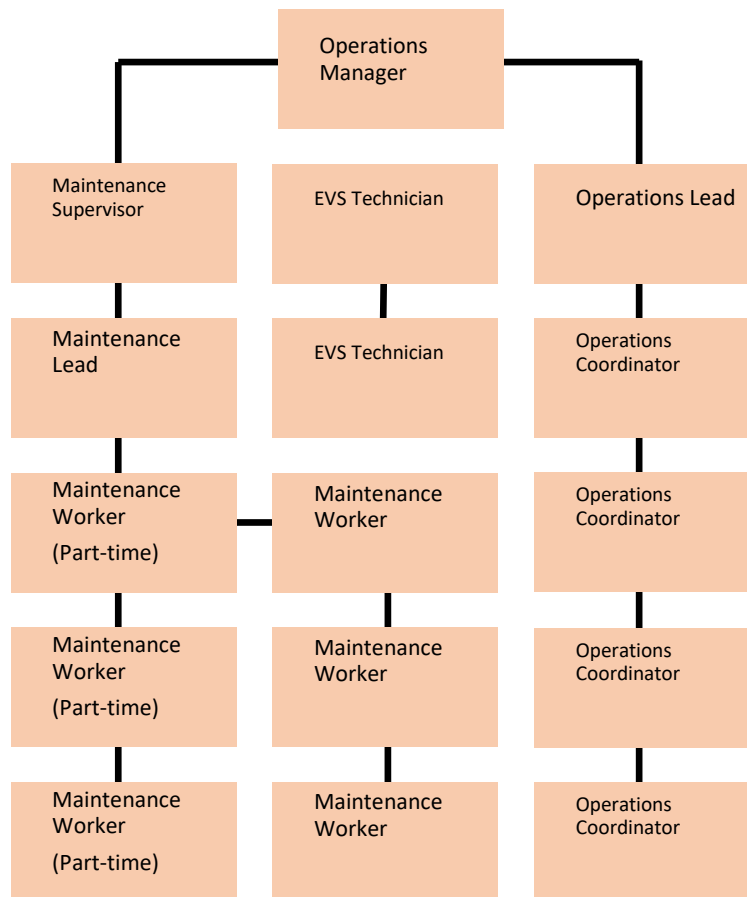 Operations
Manager
Maintenance
Supervisor
EVS Technician
Operations Lead
Maintenance
Lead
EVS Technician
Operations
Coordinator
Maintenance
Worker
(Part-time)
Maintenance
Worker
Operations
Coordinator
Maintenance
Worker
(Part-time)
Maintenance
Worker
Operations
Coordinator
Maintenance
Worker
(Part-time)
Maintenance
Worker
Operations
Coordinator